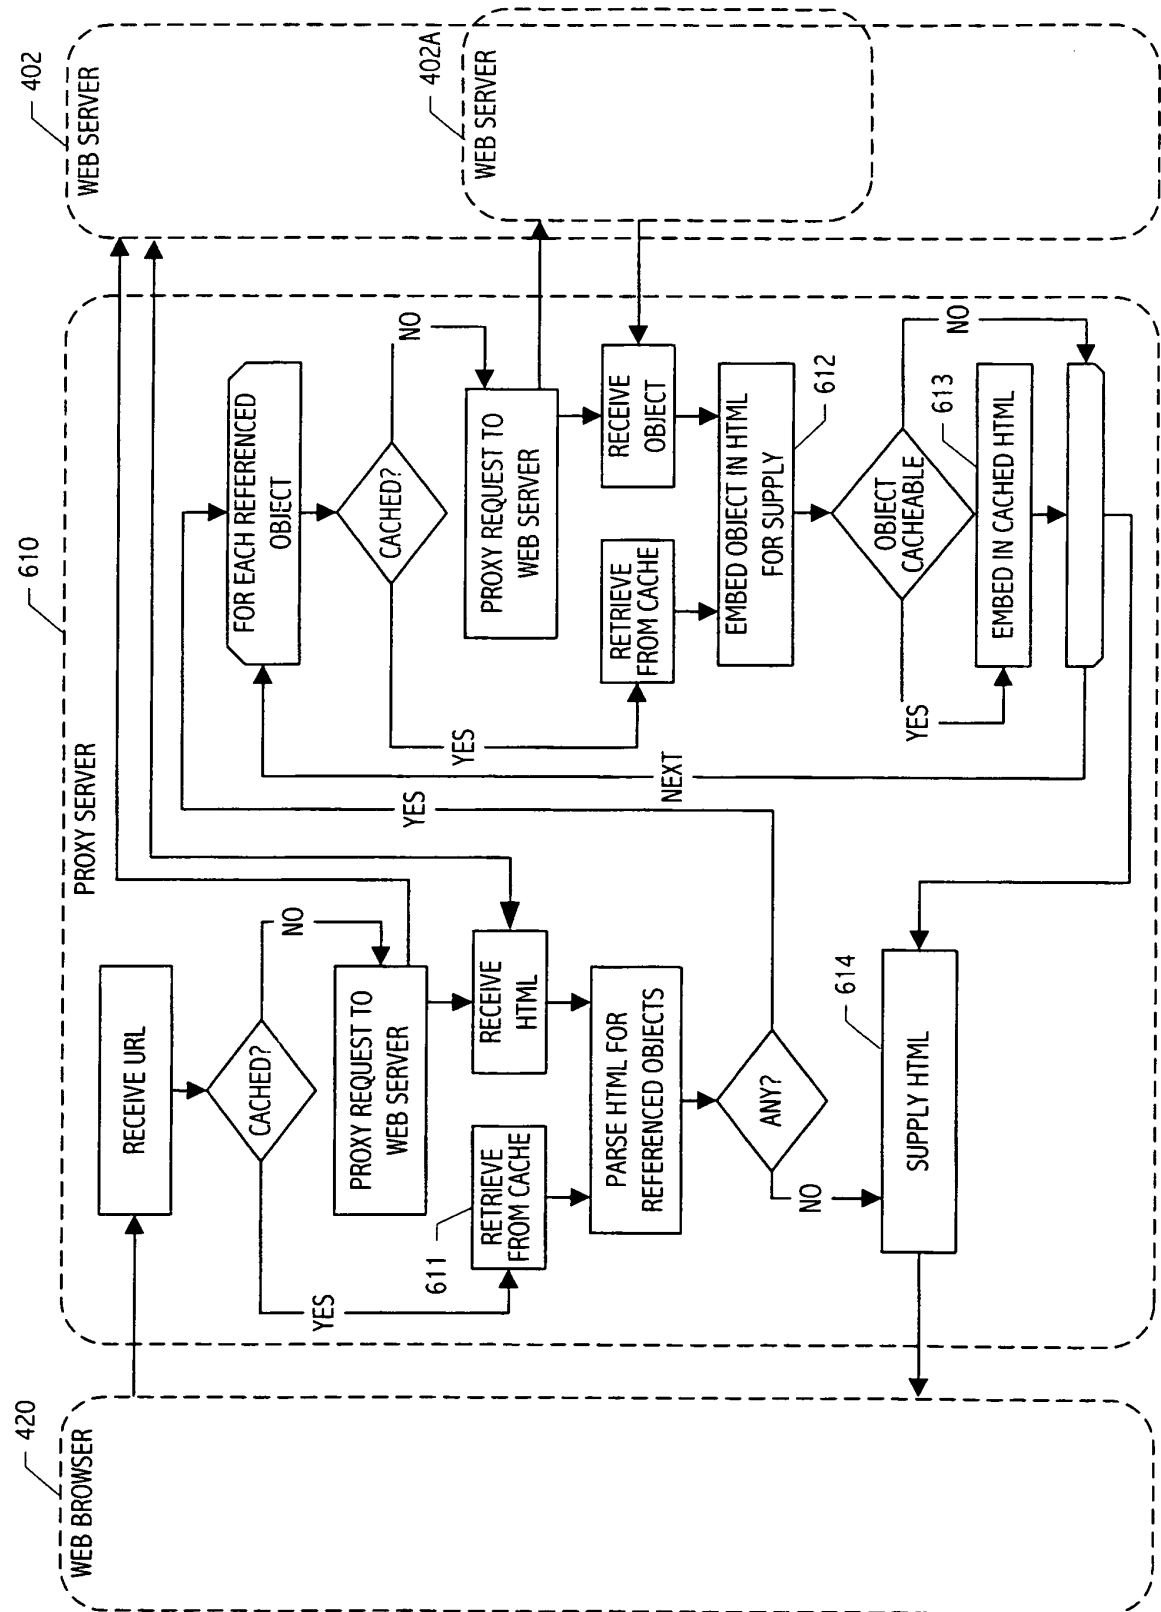 WEB BROWSER
420
PROXY SERVER
610
WEB SERVER
402
WEB SERVER
402A
RECEIVE URL
CACHED?
NO
YES
PROXY REQUEST TO
WEB SERVER
611
RETRIEVE
FROM CACHE
RECEIVE
HTML
PARSE HTML FOR
REFERENCED OBJECTS
ANY?
YES
NO
614
SUPPLY HTML
FOR EACH REFERENCED
OBJECT
CACHED?
NO
YES
PROXY REQUEST TO
WEB SERVER
RETRIEVE
FROM CACHE
RECEIVE
OBJECT
EMBED OBJECT IN HTML
FOR SUPPLY
612
OBJECT
CACHEABLE
NO
YES
613
EMBED IN CACHED HTML
NEXT